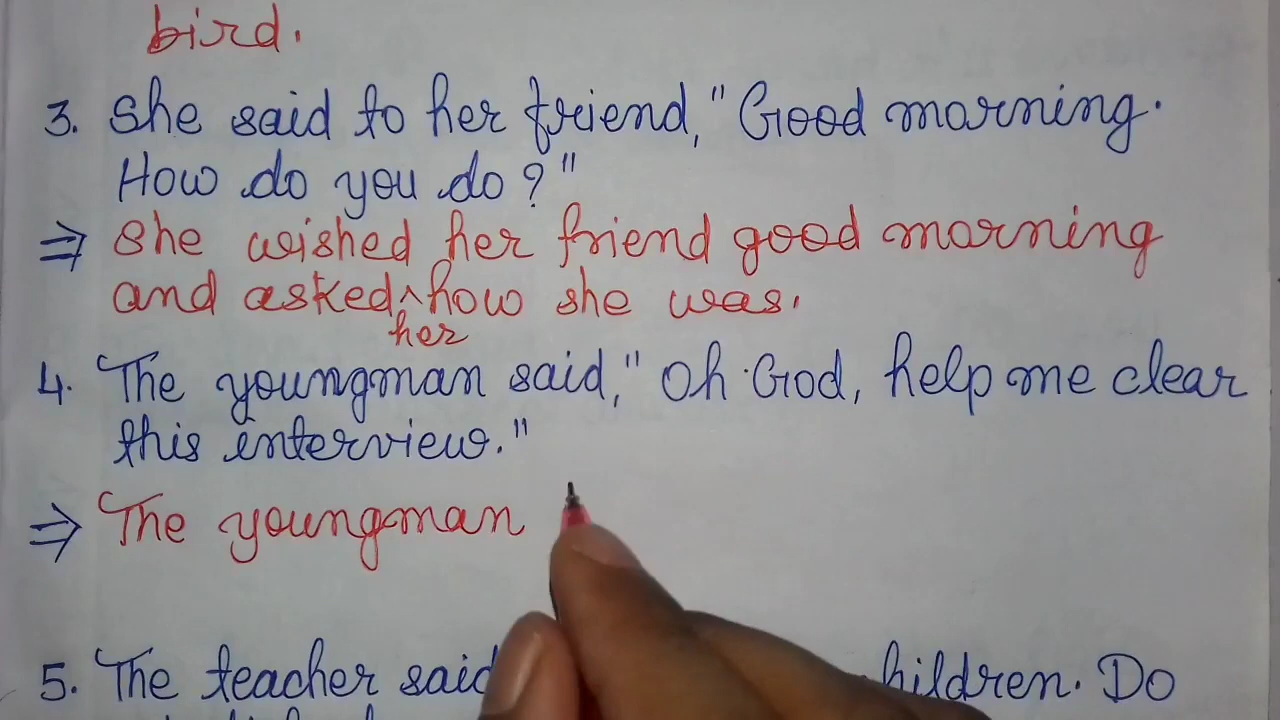 bird.
3. She said to her friend, "Good morning.
How do you do?"
⇒ She wished her friend good morning
and asked ^ how she was.
her
4. The youngman said, "Oh God, help me clear
this interview."
⇒ The youngman
5. The teacher said children. Do